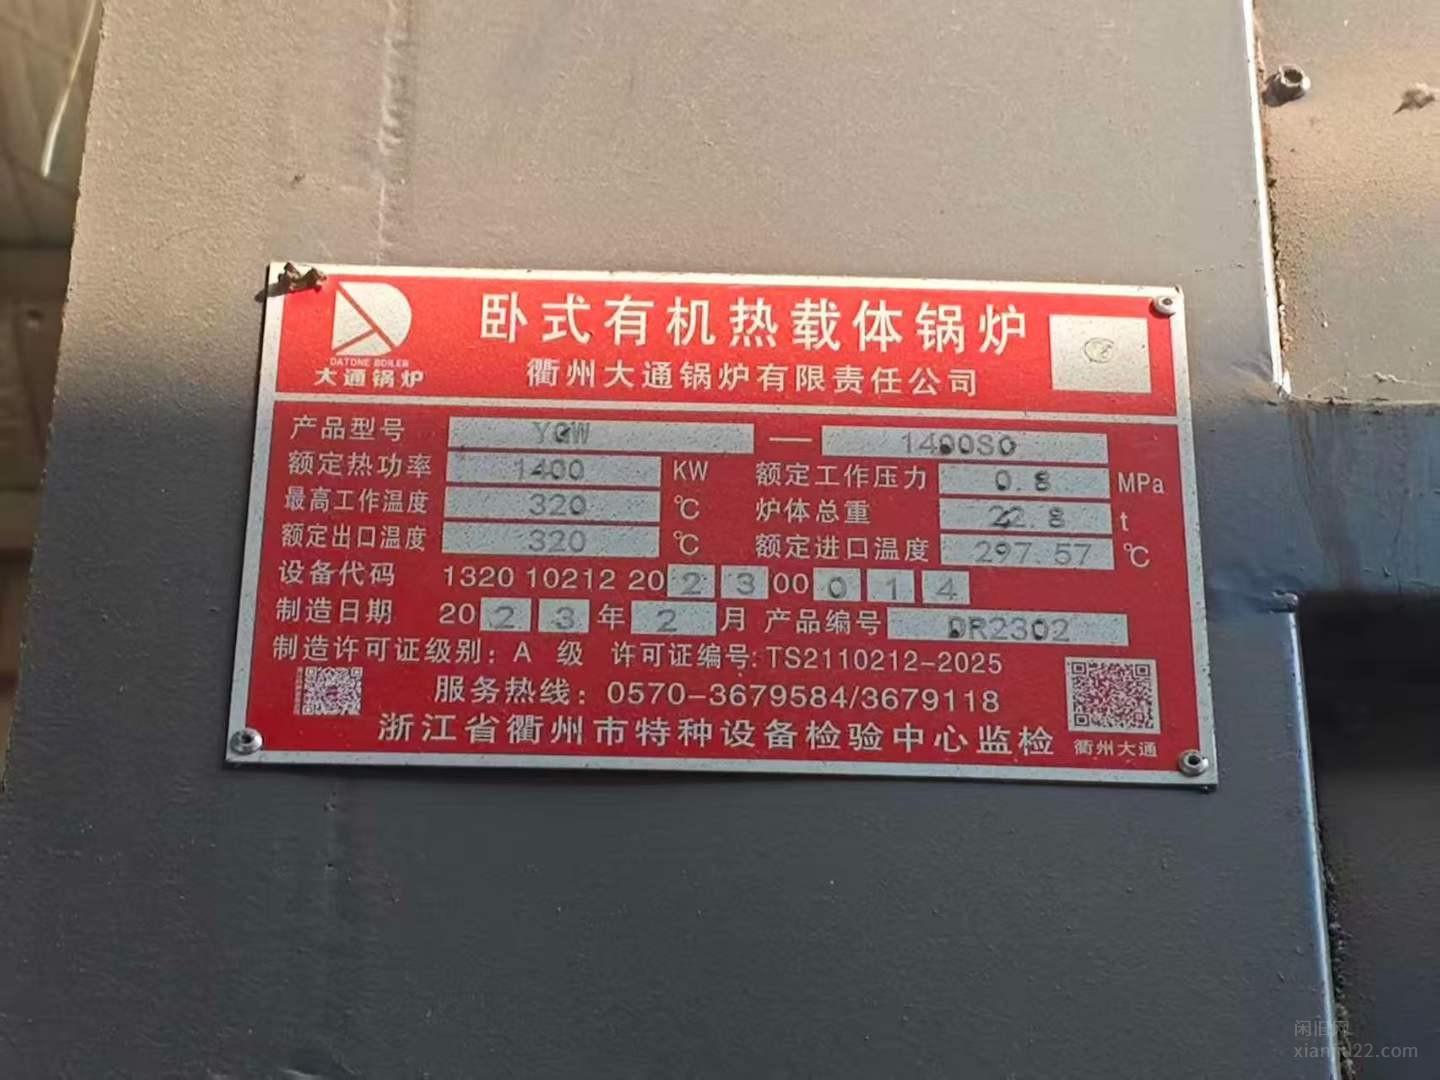 卧式有机热载体锅炉
DATONE BOILER
大通锅炉
衢州大通锅炉有限责任公司
产品型号 YGW — 1400SC
额定热功率 1400 KW 额定工作压力 0.8 MPa
最高工作温度 320 ℃ 炉体总重 22.8 t
额定出口温度 320 ℃ 额定进口温度 297.57 ℃
设备代码 1320 10212 20 2 3 00 0 1 4
制造日期 20 2 3 年 2 月 产品编号 DR2302
制造许可证级别: A 级 许可证编号: TS2110212-2025
服务热线: 0570-3679584/3679118
浙江省衢州市特种设备检验中心监检
衢州大通
闲旧网
xianjiu22.com